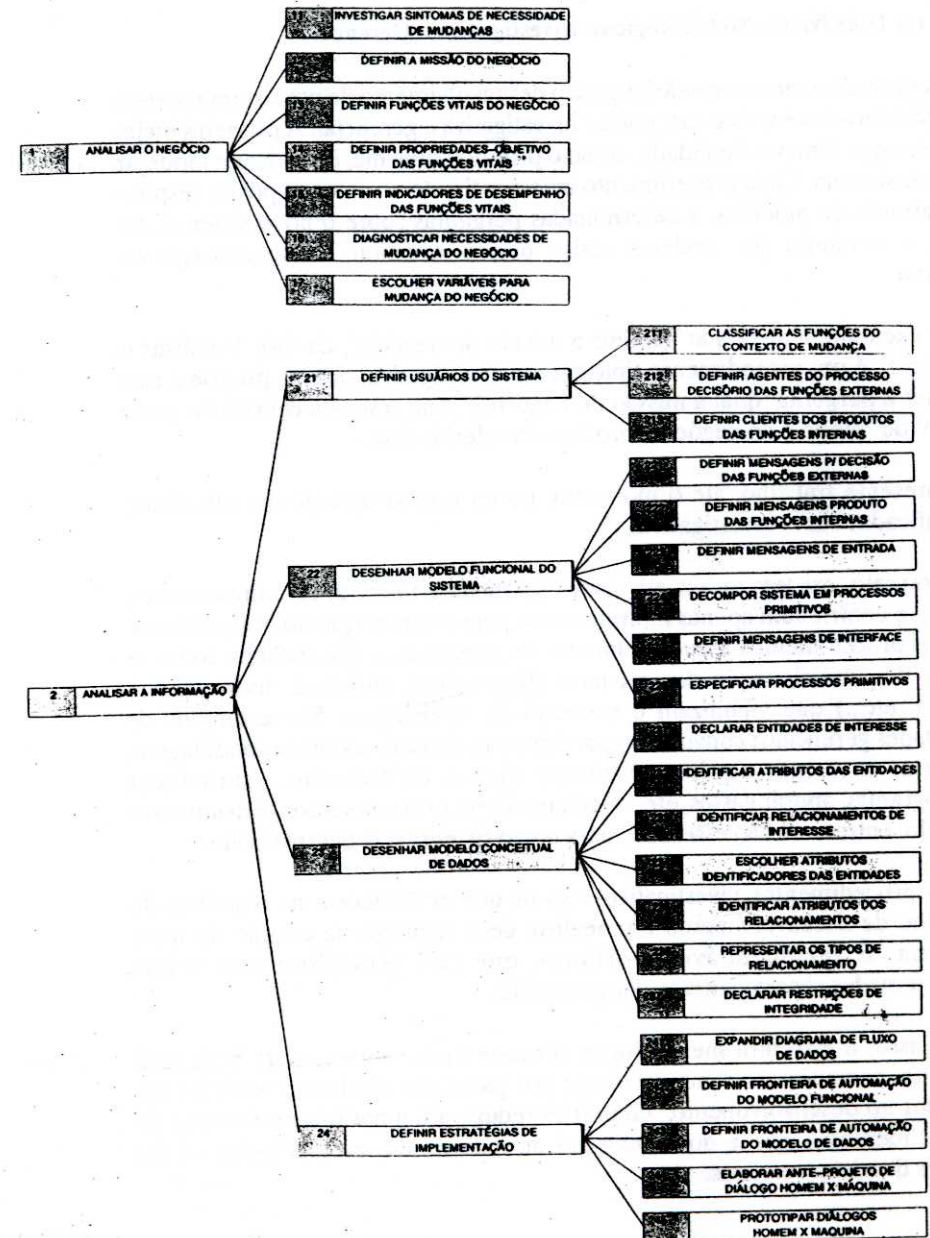 11
INVESTIGAR SINTOMAS DE NECESSIDADE
DE MUDANÇAS
DEFINIR A MISSÃO DO NEGÓCIO
13
DEFINIR FUNÇÕES VITAIS DO NEGÓCIO
1
ANALISAR O NEGÓCIO
14
DEFINIR PROPRIEDADES-OBJETIVO
DAS FUNÇÕES VITAIS
15
DEFINIR INDICADORES DE DESEMPENHO
DAS FUNÇÕES VITAIS
16
DIAGNOSTICAR NECESSIDADES DE
MUDANÇA DO NEGÓCIO
17
ESCOLHER VARIÁVEIS PARA
MUDANÇA DO NEGÓCIO
211
CLASSIFICAR AS FUNÇÕES DO
CONTEXTO DE MUDANÇA
21
DEFINIR USUÁRIOS DO SISTEMA
212
DEFINIR AGENTES DO PROCESSO
DECISÓRIO DAS FUNÇÕES EXTERNAS
DEFINIR CLIENTES DOS PRODUTOS
DAS FUNÇÕES INTERNAS
DEFINIR MENSAGENS P/ DECISÃO
DAS FUNÇÕES EXTERNAS
DEFINIR MENSAGENS PRODUTO
DAS FUNÇÕES INTERNAS
DEFINIR MENSAGENS DE ENTRADA
22
DESENHAR MODELO FUNCIONAL DO
SISTEMA
224
DECOMPOR SISTEMA EM PROCESSOS
PRIMITIVOS
DEFINIR MENSAGENS DE INTERFACE
2
ANALISAR A INFORMAÇÃO
ESPECIFICAR PROCESSOS PRIMITIVOS
DECLARAR ENTIDADES DE INTERESSE
IDENTIFICAR ATRIBUTOS DAS ENTIDADES
IDENTIFICAR RELACIONAMENTOS DE
INTERESSE
23
DESENHAR MODELO CONCEITUAL
DE DADOS
ESCOLHER ATRIBUTOS
IDENTIFICADORES DAS ENTIDADES
IDENTIFICAR ATRIBUTOS DOS
RELACIONAMENTOS
REPRESENTAR OS TIPOS DE
RELACIONAMENTO
DECLARAR RESTRIÇÕES DE
INTEGRIDADE
EXPANDIR DIAGRAMA DE FLUXO
DE DADOS
DEFINIR FRONTEIRA DE AUTOMAÇÃO
DO MODELO FUNCIONAL
24
DEFINIR ESTRATÉGIAS DE
IMPLEMENTAÇÃO
DEFINIR FRONTEIRA DE AUTOMAÇÃO
DO MODELO DE DADOS
ELABORAR ANTE-PROJETO DE
DIÁLOGO HOMEM X MÁQUINA
PROTOTIPAR DIÁLOGOS
HOMEM X MAQUINA